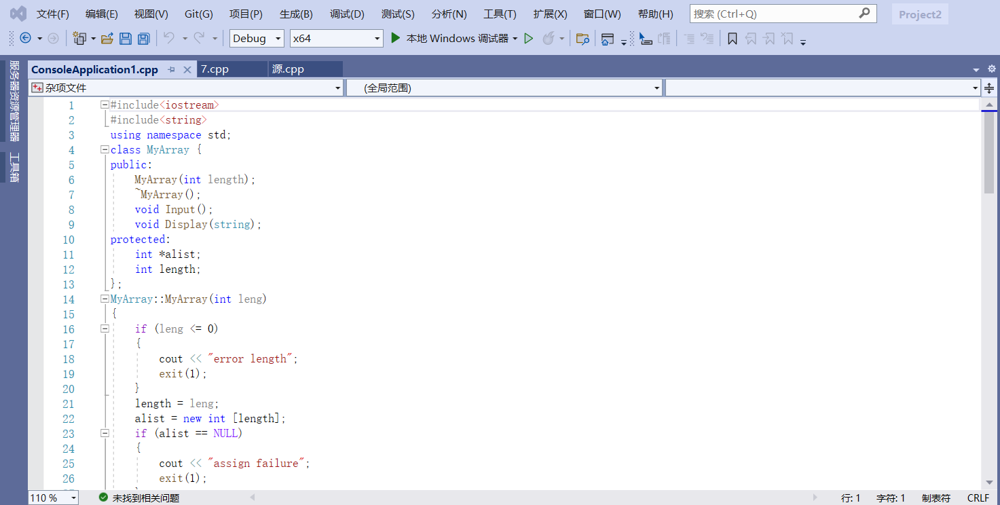 文件(F) 编辑(E) 视图(V) Git(G) 项目(P) 生成(B) 调试(D) 测试(S) 分析(N) 工具(T) 扩展(X) 窗口(W) 帮助(H) 搜索 (Ctrl+Q) Project2
Debug x64 本地 Windows 调试器
服务器资源管理器
工具箱
ConsoleApplication1.cpp 7.cpp 源.cpp
杂项文件 (全局范围)
1 #include<iostream>
2 #include<string>
3 using namespace std;
4 class MyArray {
5 public:
6 MyArray(int length);
7 ~MyArray();
8 void Input();
9 void Display(string);
10 protected:
11 int *alist;
12 int length;
13 };
14 MyArray::MyArray(int leng)
15 {
16 if (leng <= 0)
17 {
18 cout << "error length";
19 exit(1);
20 }
21 length = leng;
22 alist = new int [length];
23 if (alist == NULL)
24 {
25 cout << "assign failure";
26 exit(1);
110 % 未找到相关问题 行: 1 字符: 1 制表符 CRLF